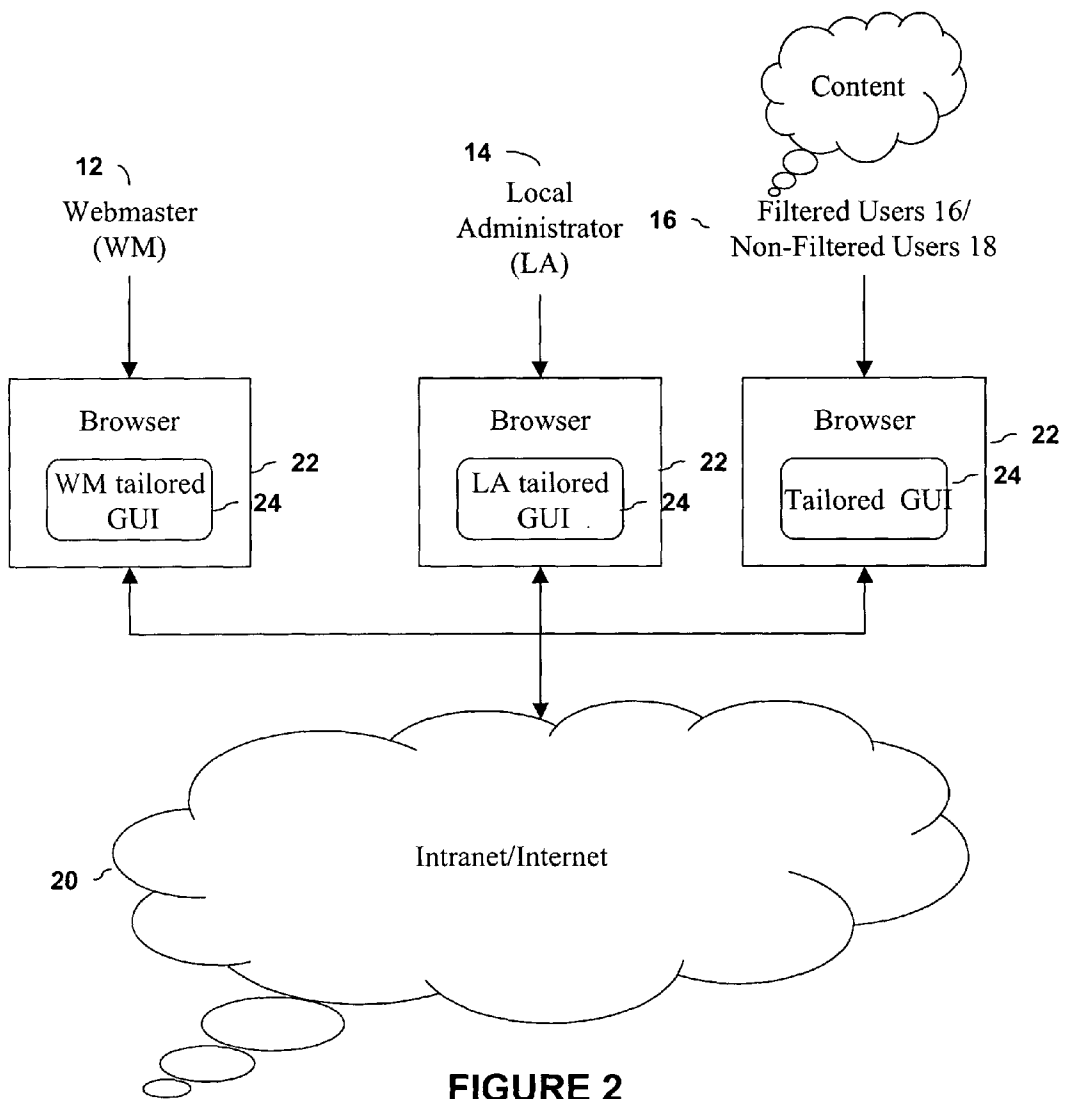 Content
12
Webmaster
(WM)
14
Local
Administrator
(LA)
16
Filtered Users 16/
Non-Filtered Users 18
Browser
WM tailored
GUI
22
24
Browser
LA tailored
GUI
22
24
Browser
Tailored GUI
22
24
20
Intranet/Internet
FIGURE 2